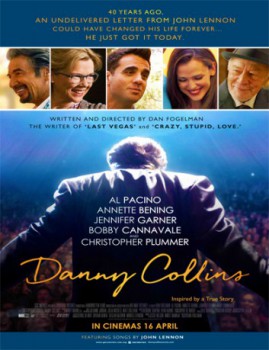 40 YEARS AGO,
AN UNDELIVERED LETTER FROM JOHN LENNON
COULD HAVE CHANGED HIS LIFE FOREVER...
HE JUST GOT IT TODAY.
WRITTEN AND DIRECTED BY DAN FOGELMAN
THE WRITER OF "LAST VEGAS" AND "CRAZY, STUPID, LOVE."
AL PACINO
ANNETTE BENING
JENNIFER GARNER
BOBBY CANNAVALE
AND
CHRISTOPHER PLUMMER
Danny Collins
Inspired by a True Story
IN CINEMAS 16 APRIL
FEATURING SONGS BY JOHN LENNON